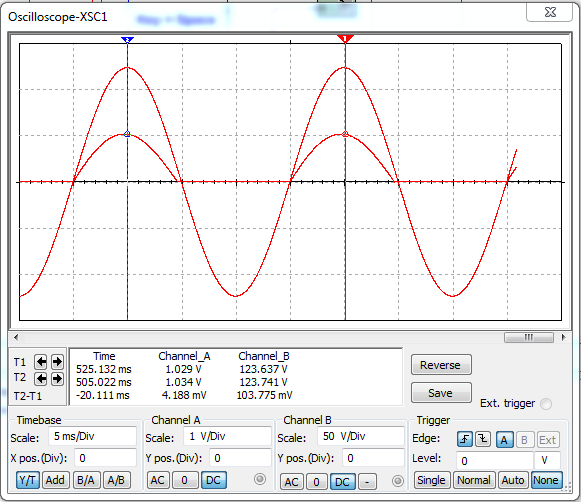 Oscilloscope-XSC1
Key = Space
2 1
Time Channel_A Channel_B
T1 525.132 ms 1.029 V 123.637 V
T2 505.022 ms 1.034 V 123.741 V
T2-T1 -20.111 ms 4.188 mV 103.775 mV
Reverse
Save
Ext. trigger
Timebase Channel A Channel B Trigger
Scale: 5 ms/Div Scale: 1 V/Div Scale: 50 V/Div Edge: A B Ext
X pos.(Div): 0 Y pos.(Div): 0 Y pos.(Div): 0 Level: 0 V
Y/T Add B/A A/B AC 0 DC AC 0 DC - Single Normal Auto None